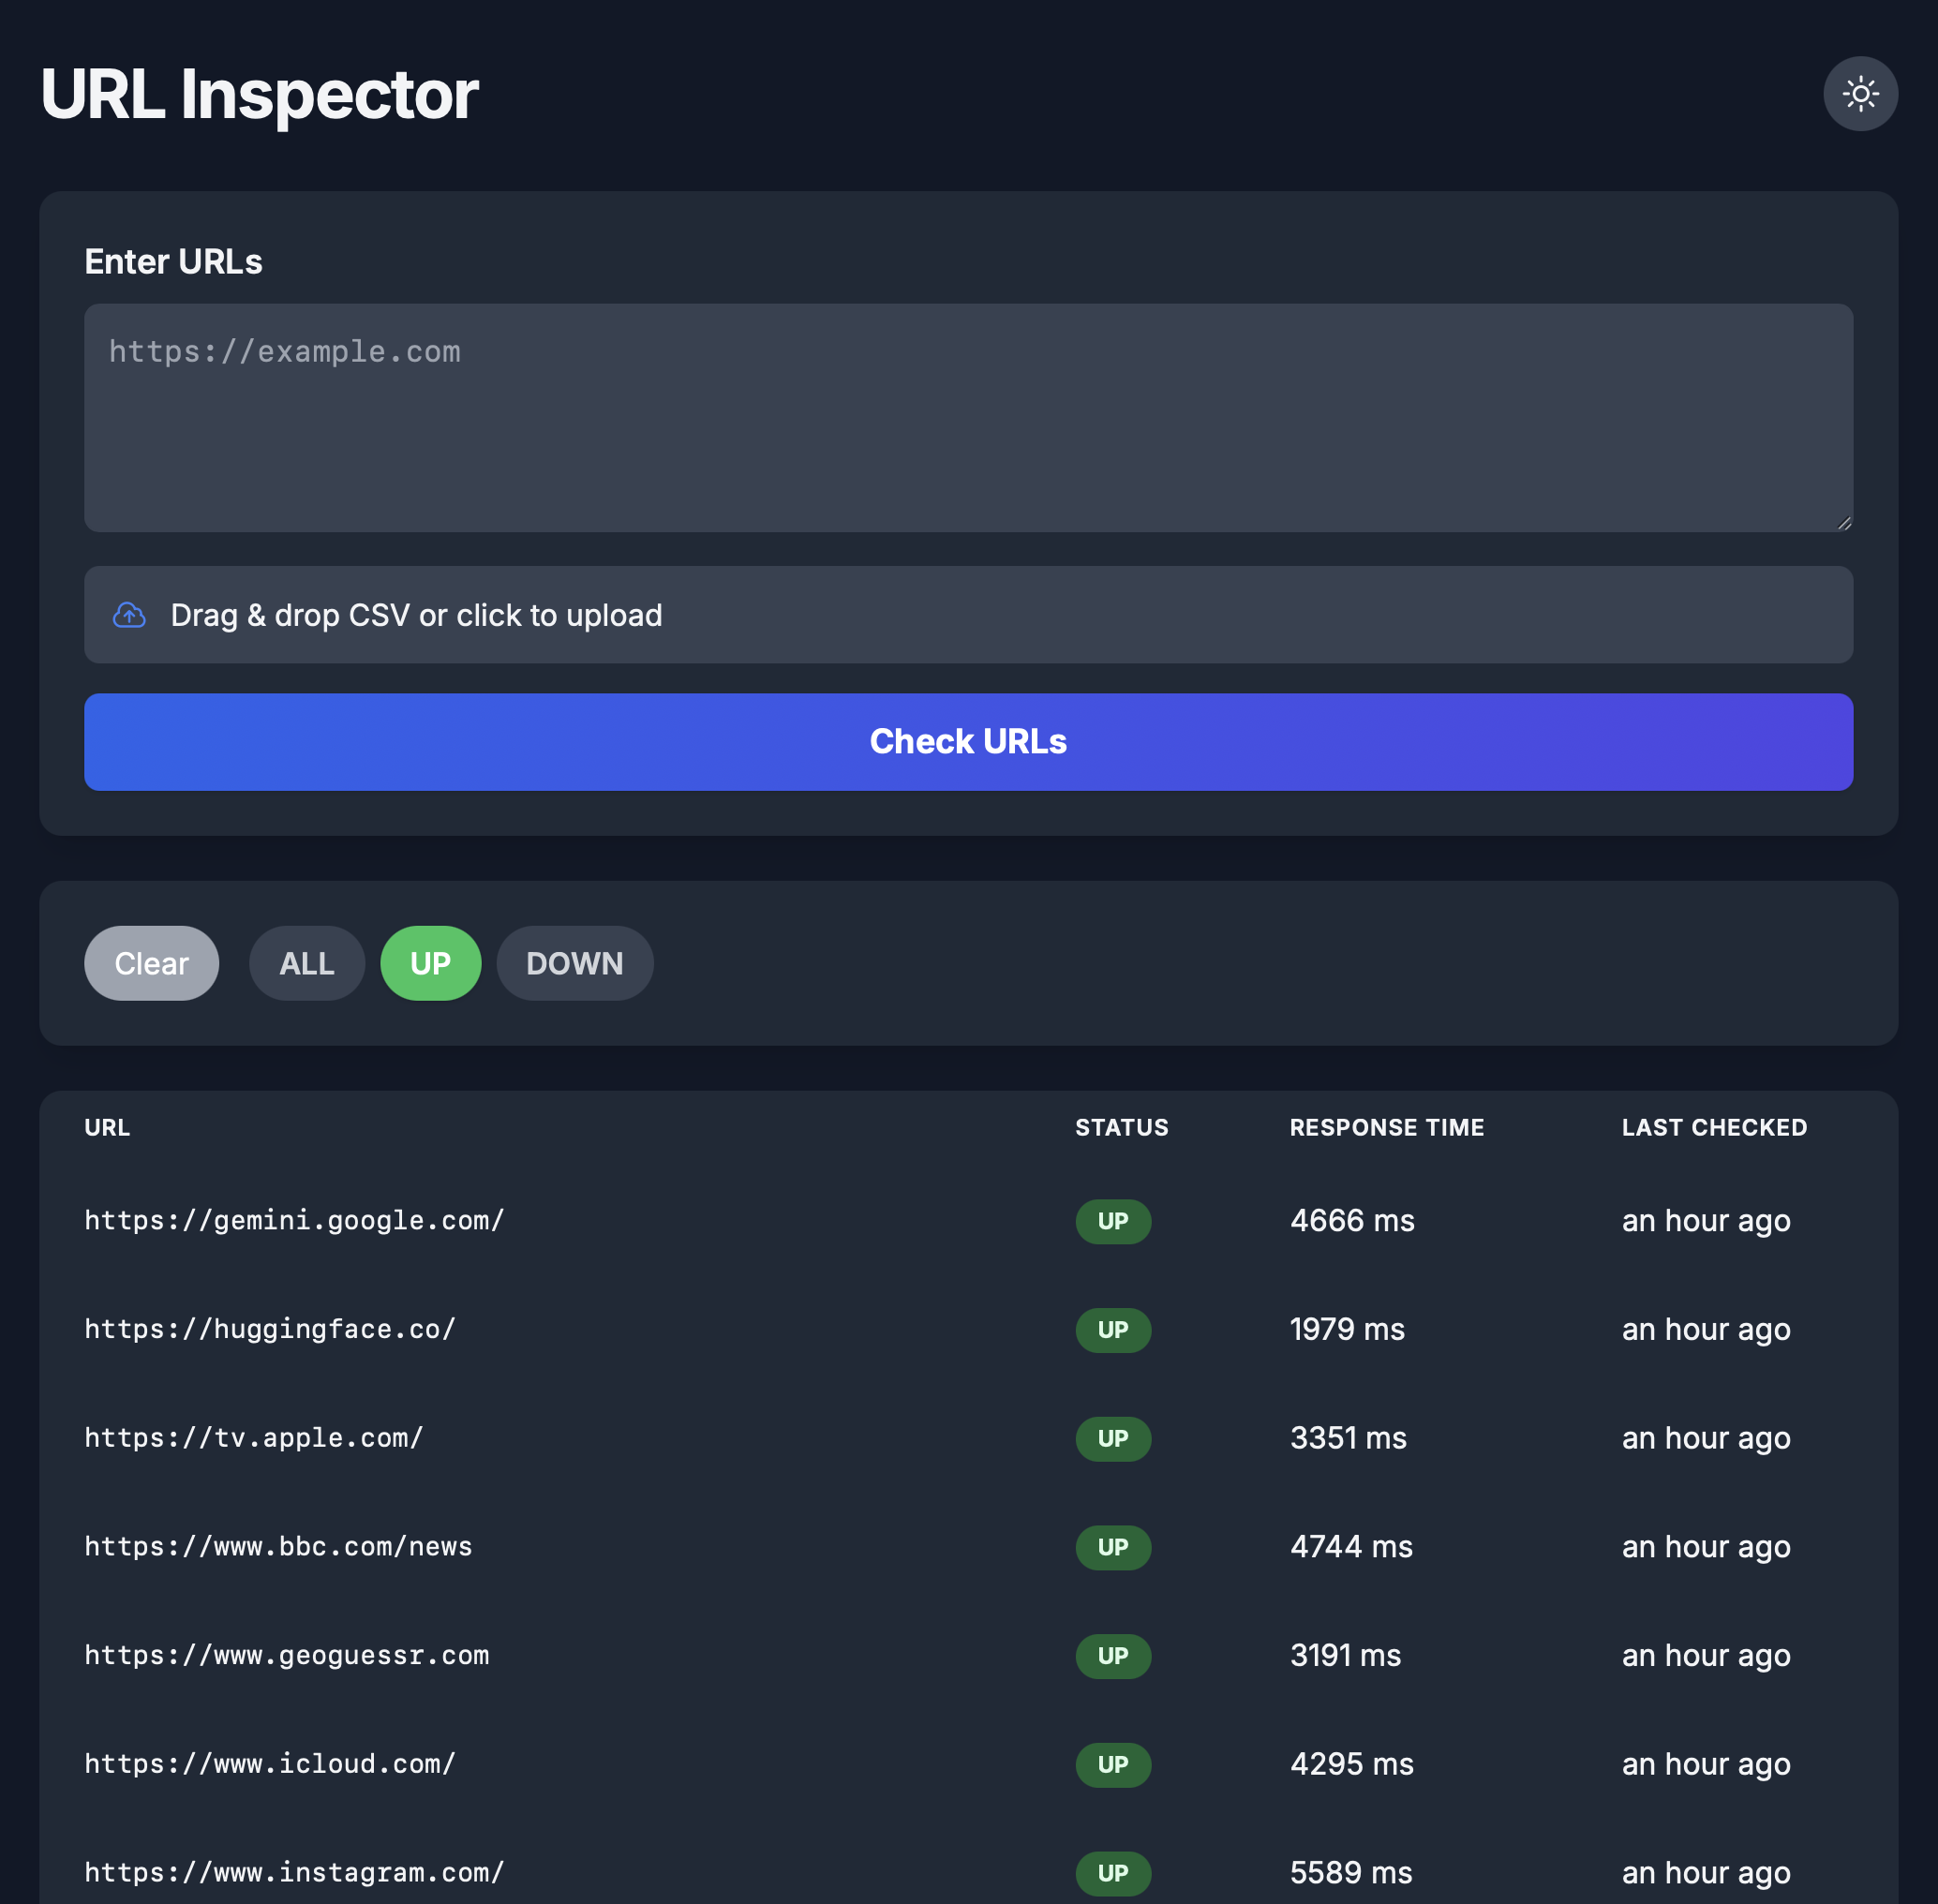 URL Inspector
Enter URLs
https://example.com
Drag & drop CSV or click to upload
Check URLs
Clear ALL UP DOWN
URL STATUS RESPONSE TIME LAST CHECKED
https://gemini.google.com/ UP 4666 ms an hour ago
https://huggingface.co/ UP 1979 ms an hour ago
https://tv.apple.com/ UP 3351 ms an hour ago
https://www.bbc.com/news UP 4744 ms an hour ago
https://www.geoguessr.com UP 3191 ms an hour ago
https://www.icloud.com/ UP 4295 ms an hour ago
https://www.instagram.com/ UP 5589 ms an hour ago